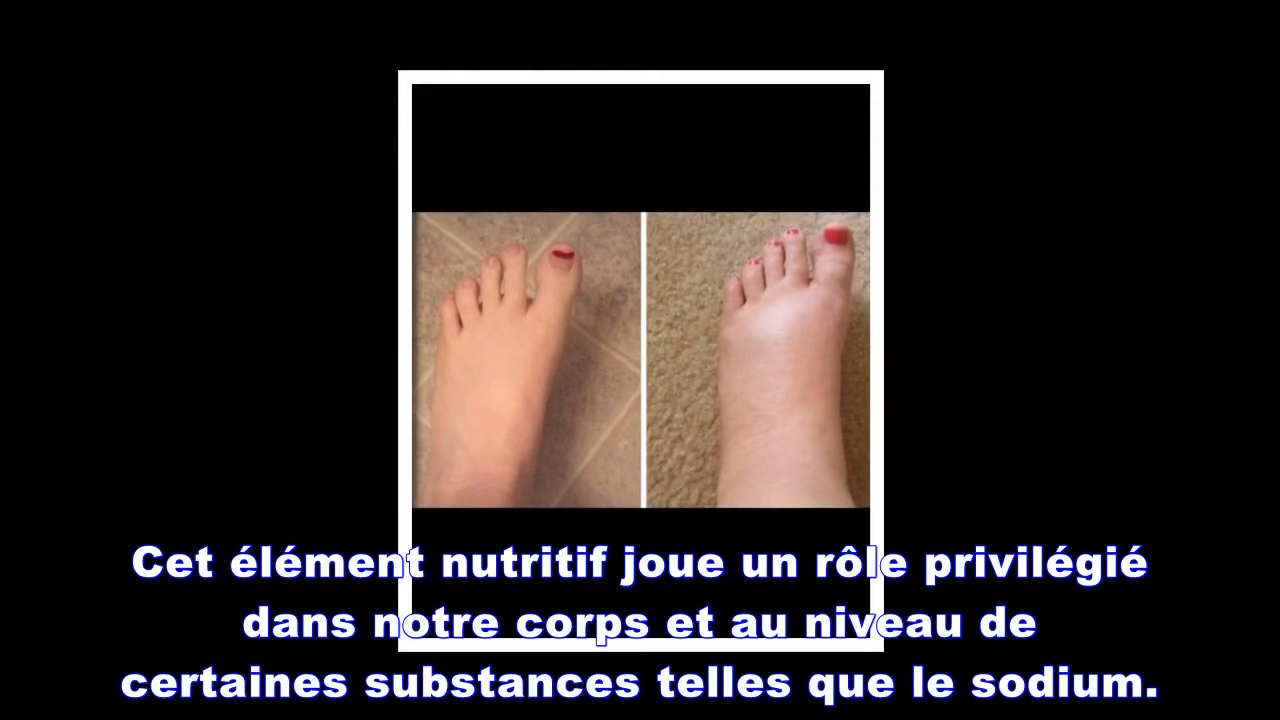 Cet élément nutritif joue un rôle privilégié
dans notre corps et au niveau de
certaines substances telles que le sodium.